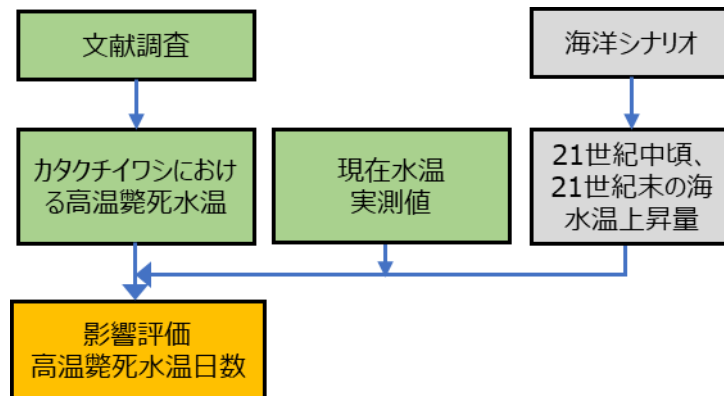 文献調査
海洋シナリオ
カタクチイワシにおけ
る高温斃死水温
現在水温
実測値
21世紀中頃、
21世紀末の海
水温上昇量
影響評価
高温斃死水温日数